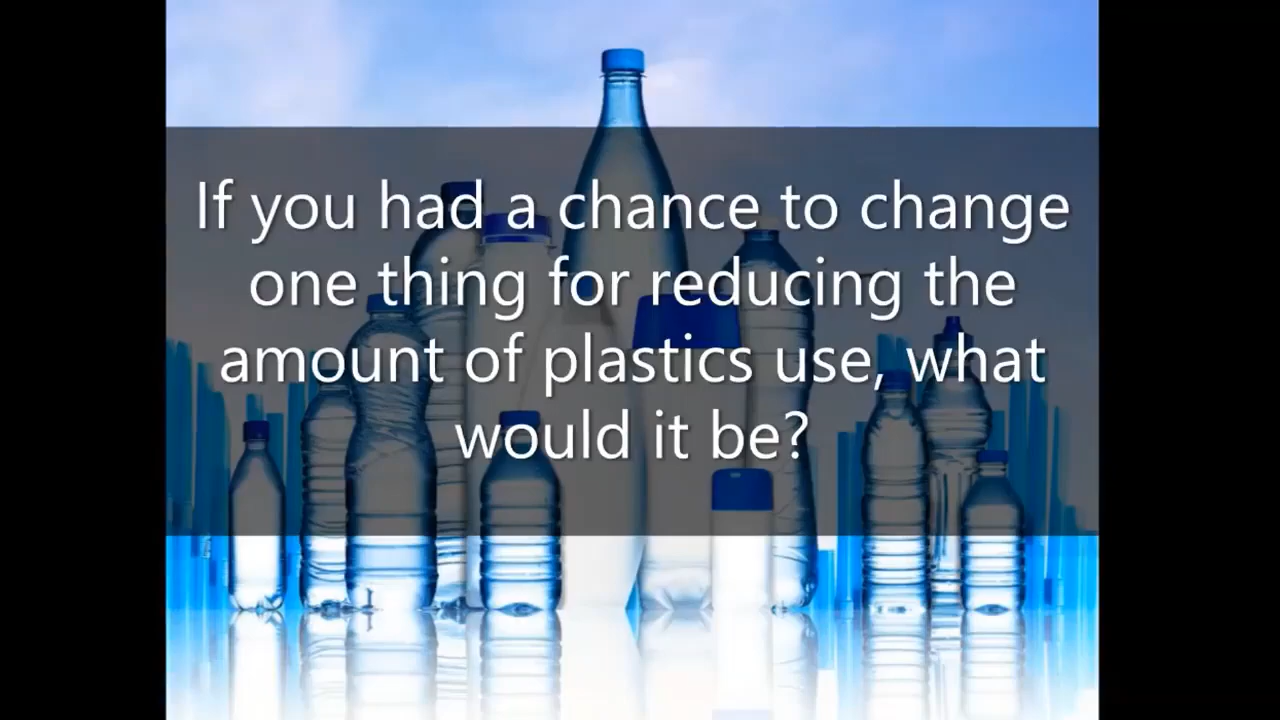 If you had a chance to change
one thing for reducing the
amount of plastics use, what
would it be?